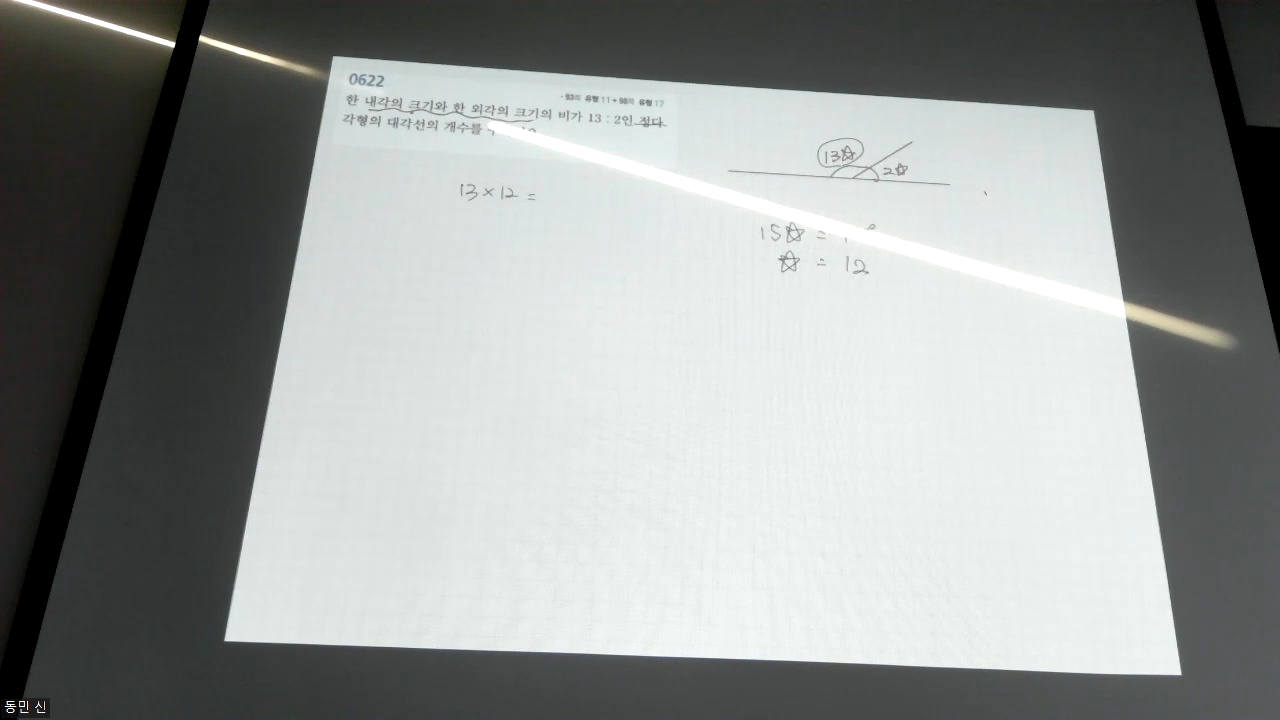 0622
93쪽 유형 11 + 98쪽 유형 17
한 내각의 크기와 한 외각의 크기의 비가 13 : 2인 정다
각형의 대각선의 개수를
13☆
2☆
13 × 12 =
15☆ =
☆ = 12
동민 신